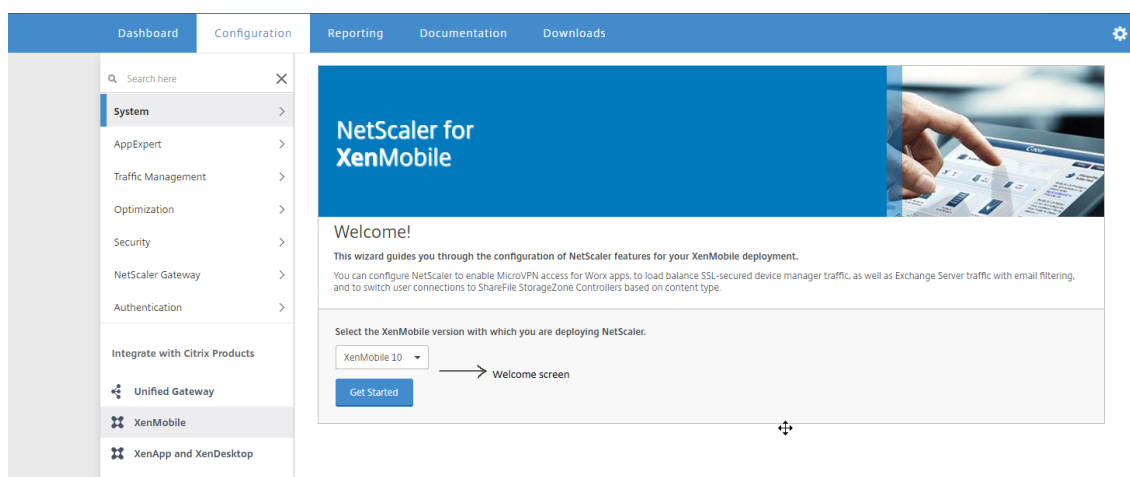 Dashboard
Configuration
Reporting
Documentation
Downloads
Search here
System
AppExpert
Traffic Management
Optimization
Security
NetScaler Gateway
Authentication
Integrate with Citrix Products
Unified Gateway
XenMobile
XenApp and XenDesktop
NetScaler for
XenMobile
Welcome!
This wizard guides you through the configuration of NetScaler features for your XenMobile deployment.
You can configure NetScaler to enable MicroVPN access for Worx apps, to load balance SSL-secured device manager traffic, as well as Exchange Server traffic with email filtering,
and to switch user connections to ShareFile StorageZone Controllers based on content type.
Select the XenMobile version with which you are deploying NetScaler.
XenMobile 10
Welcome screen
Get Started